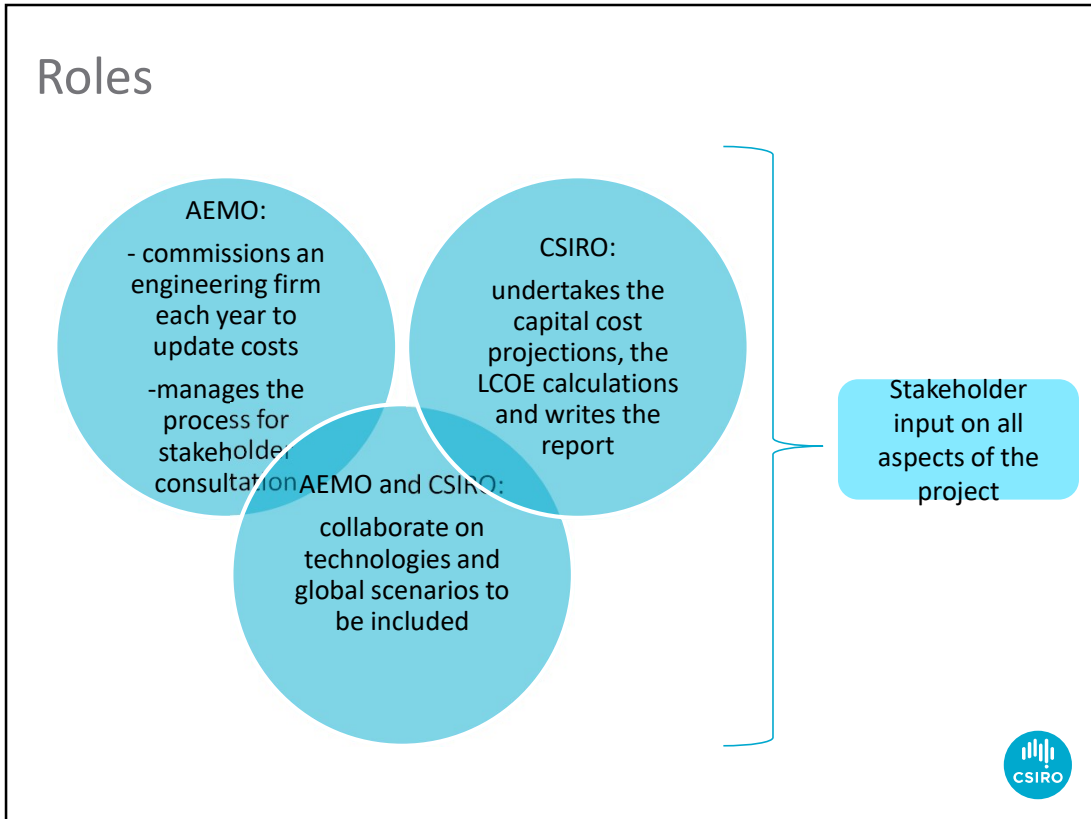 Roles
AEMO:
- commissions an
engineering firm
each year to
update costs
-manages the
process for
stakeholder
consultation
CSIRO:
undertakes the
capital cost
projections, the
LCOE calculations
and writes the
report
AEMO and CSIRO:
collaborate on
technologies and
global scenarios to
be included
Stakeholder
input on all
aspects of the
project
CSIRO